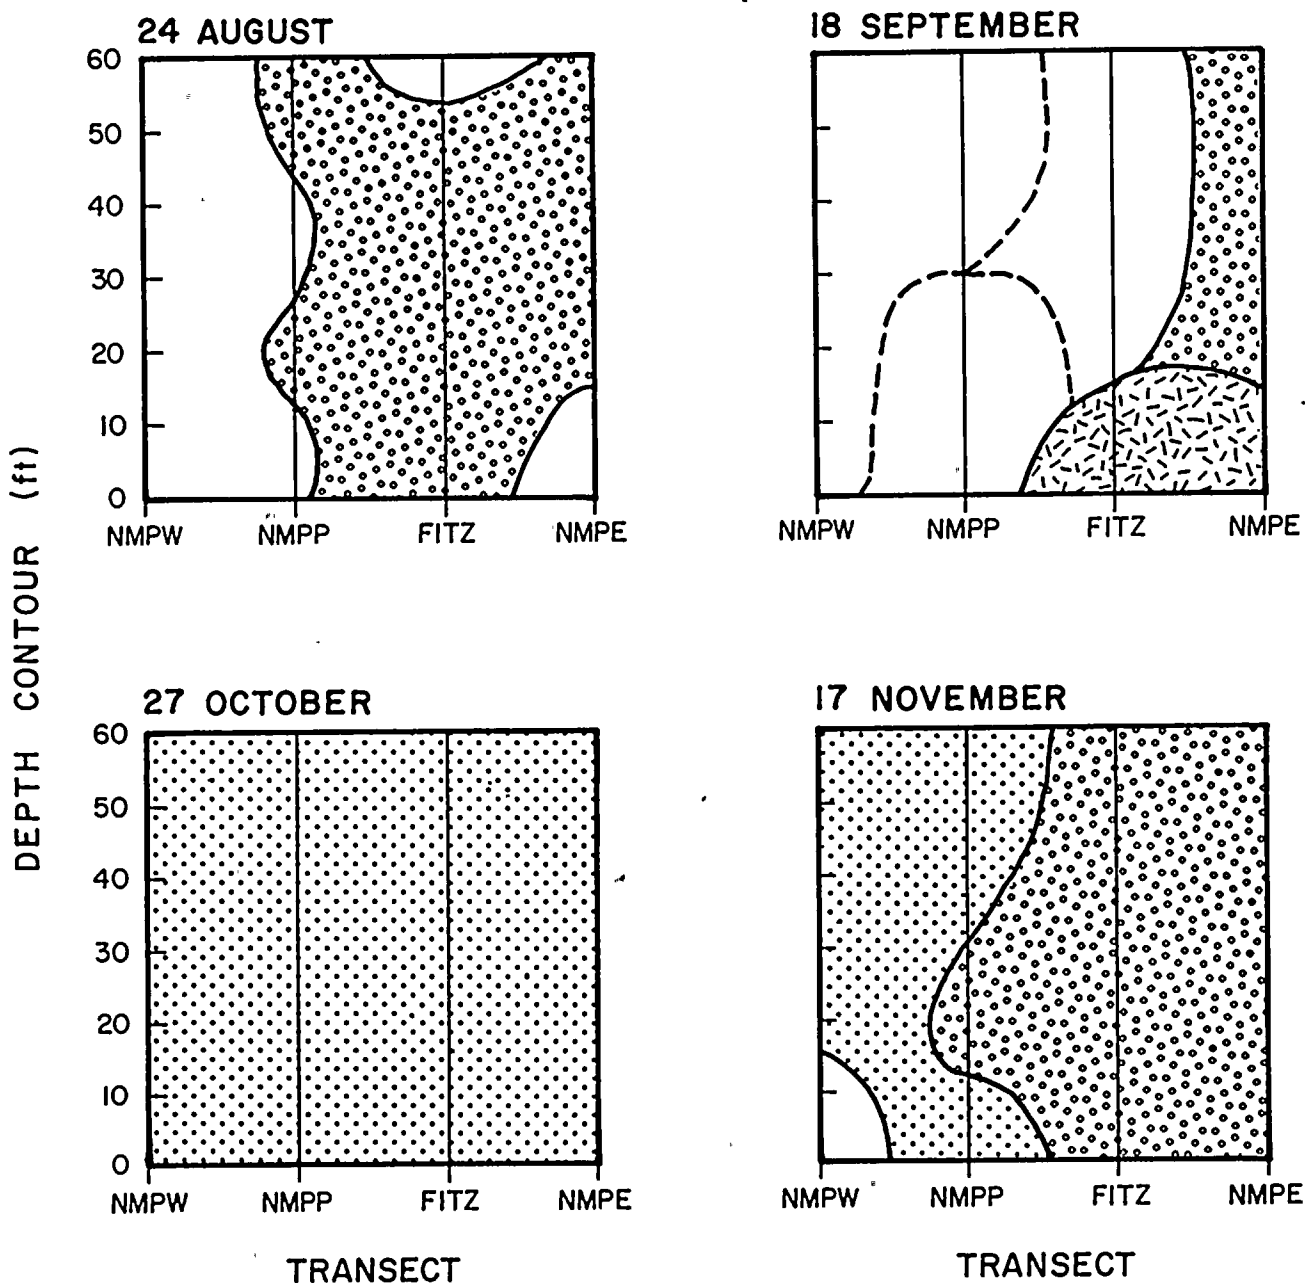 24 AUGUST
60
50
40
30
20
10
0
NMPW NMPP FITZ NMPE
18 SEPTEMBER
NMPW NMPP FITZ NMPE
DEPTH CONTOUR (ft)
27 OCTOBER
60
50
40
30
20
10
0
NMPW NMPP FITZ NMPE
TRANSECT
17 NOVEMBER
NMPW NMPP FITZ NMPE
TRANSECT